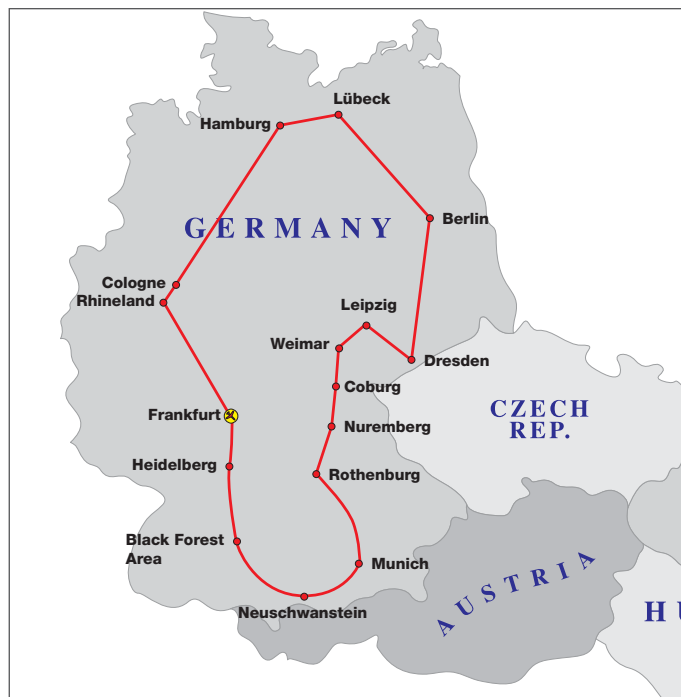 Lübeck
Hamburg
GERMANY
Berlin
Cologne
Rhineland
Leipzig
Weimar
Dresden
Coburg
CZECH
REP.
Frankfurt
Nuremberg
Heidelberg
Rothenburg
Black Forest
Area
Munich
AUSTRIA
Neuschwanstein
HU